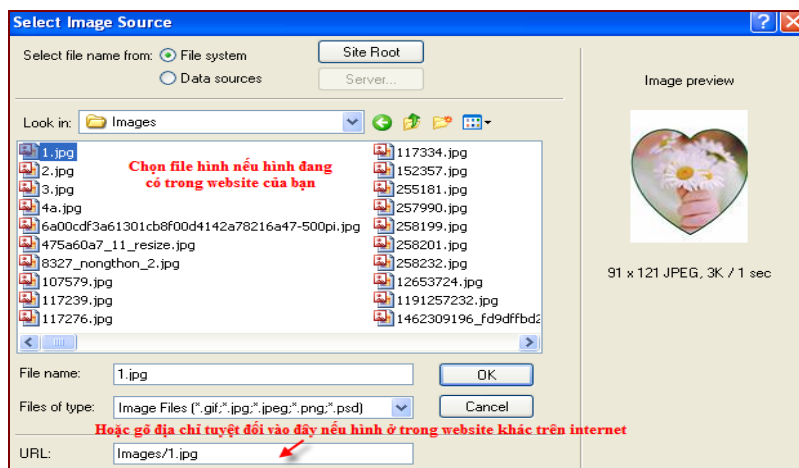 Select Image Source
Select file name from: File system
Site Root
Data sources
Server...
Image preview
Look in: Images
1.jpg
2.jpg
3.jpg
4a.jpg
6a00cdf3a61301cb8f00d4142a78216a47-500pi.jpg
475a60a7_11_resize.jpg
8327_nongthon_2.jpg
107579.jpg
117239.jpg
117276.jpg
117334.jpg
152357.jpg
255181.jpg
257990.jpg
258199.jpg
258201.jpg
258232.jpg
12653724.jpg
1191257232.jpg
1462309196_fd9dffbd2
Chọn file hình nếu hình đang
có trong website của bạn
91 x 121 JPEG, 3K / 1 sec
File name: 1.jpg
OK
Files of type: Image Files (*.gif;*.jpg;*.jpeg;*.png;*.psd)
Cancel
Hoặc gõ địa chỉ tuyệt đối vào đây nếu hình ở trong website khác trên internet
URL: Images/1.jpg